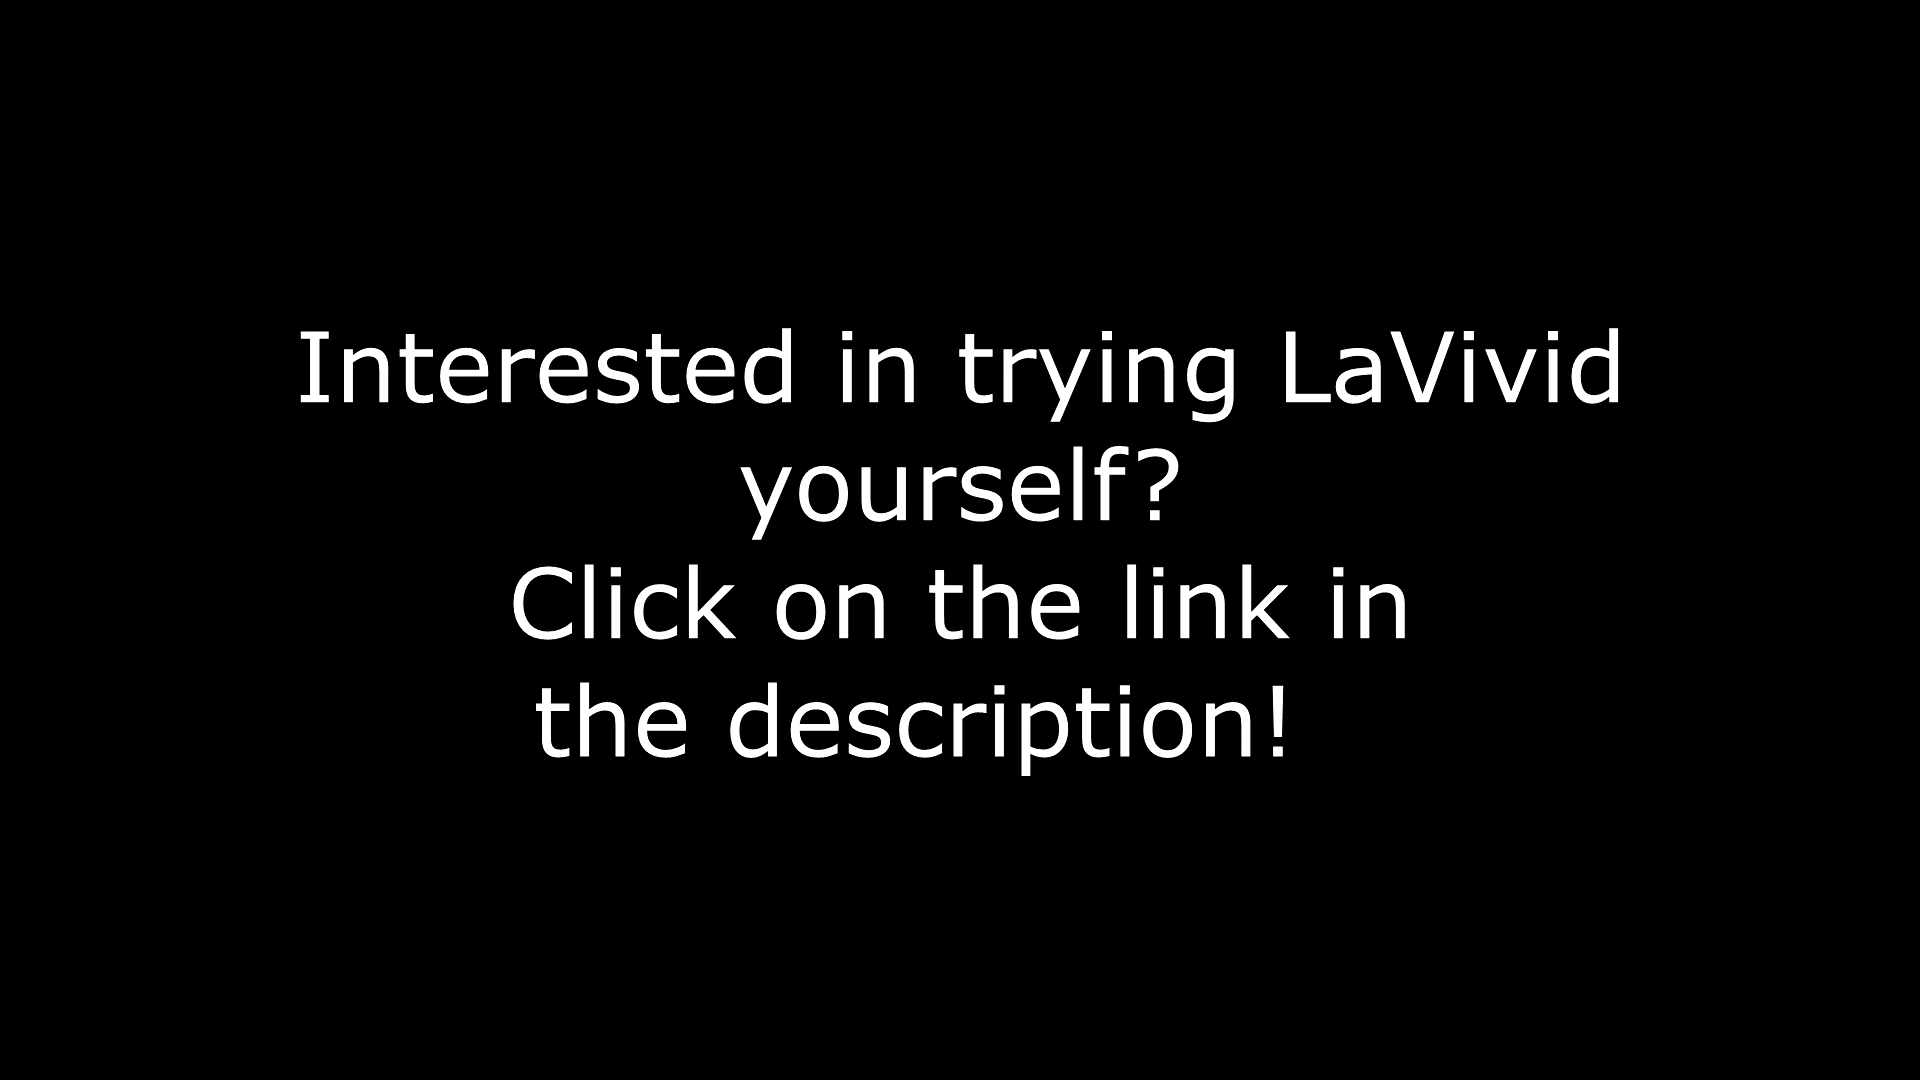 Interested in trying LaVivid
yourself?
Click on the link in
the description!